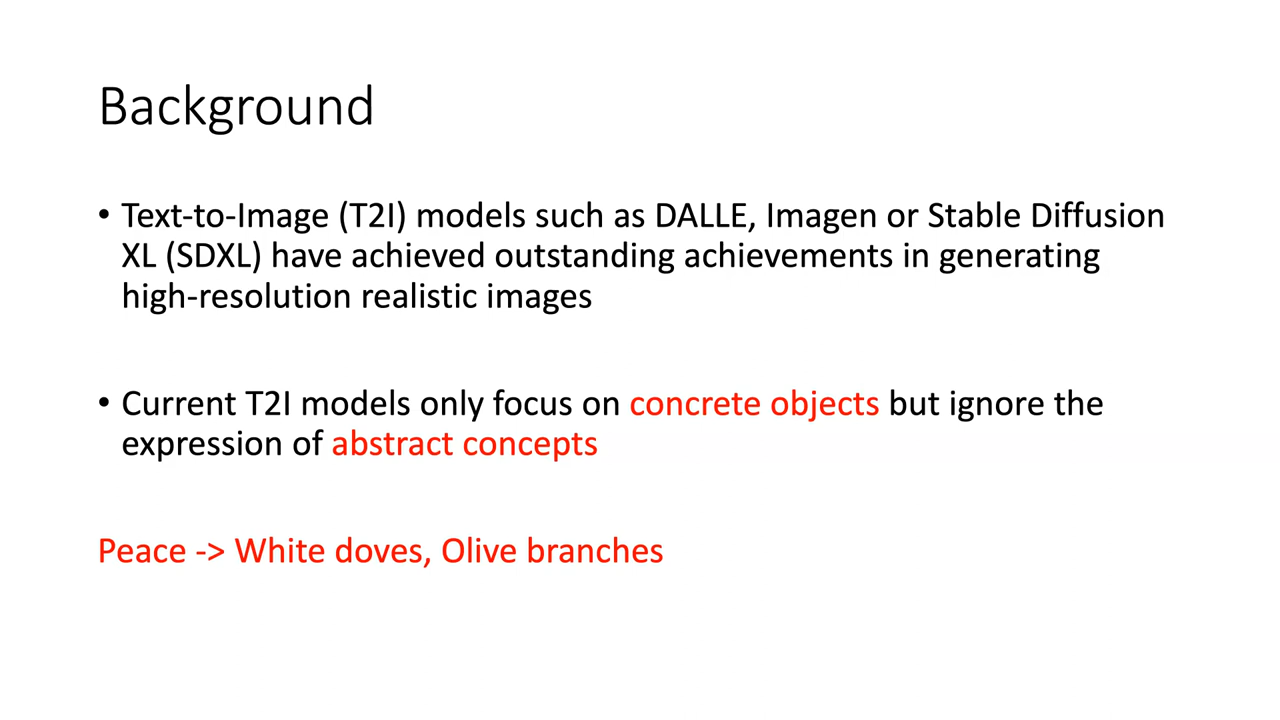 Background
• Text-to-Image (T2I) models such as DALLE, Imagen or Stable Diffusion
XL (SDXL) have achieved outstanding achievements in generating
high-resolution realistic images
• Current T2I models only focus on concrete objects but ignore the
expression of abstract concepts
Peace -> White doves, Olive branches